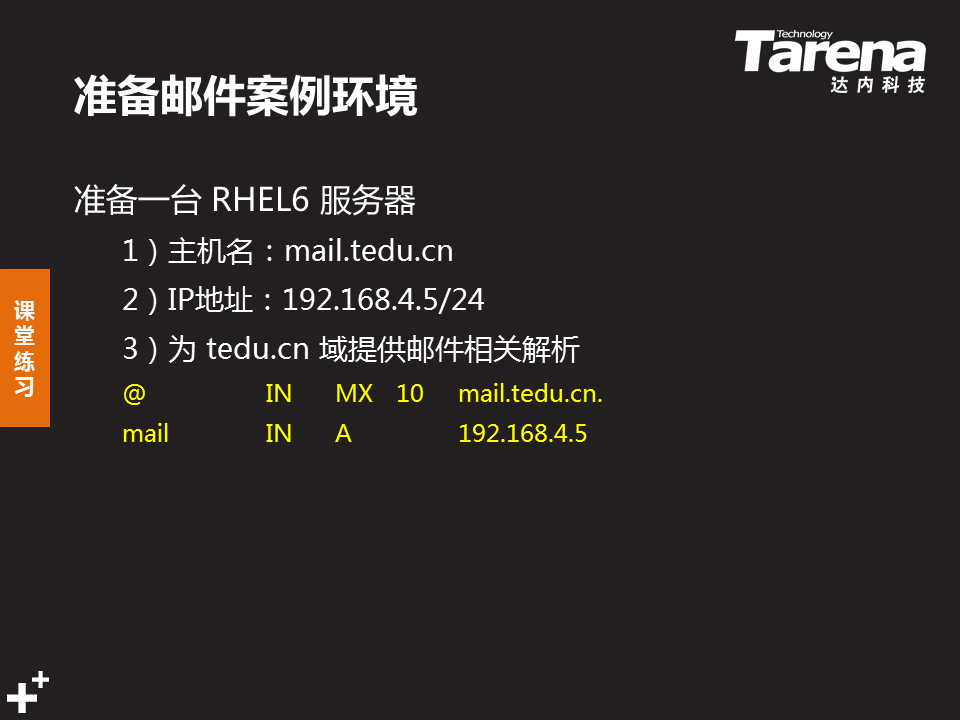 Technology
Tarena
达内科技
准备邮件案例环境
准备一台 RHEL6 服务器
1）主机名：mail.tedu.cn
2）IP地址：192.168.4.5/24
3）为 tedu.cn 域提供邮件相关解析
@ IN MX 10 mail.tedu.cn.
mail IN A 192.168.4.5
课堂练习